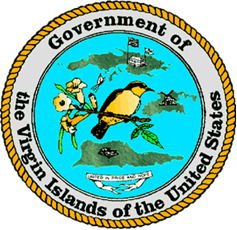 Government of
the Virgin Islands of the United States
UNITED IN PRIDE AND HOPE